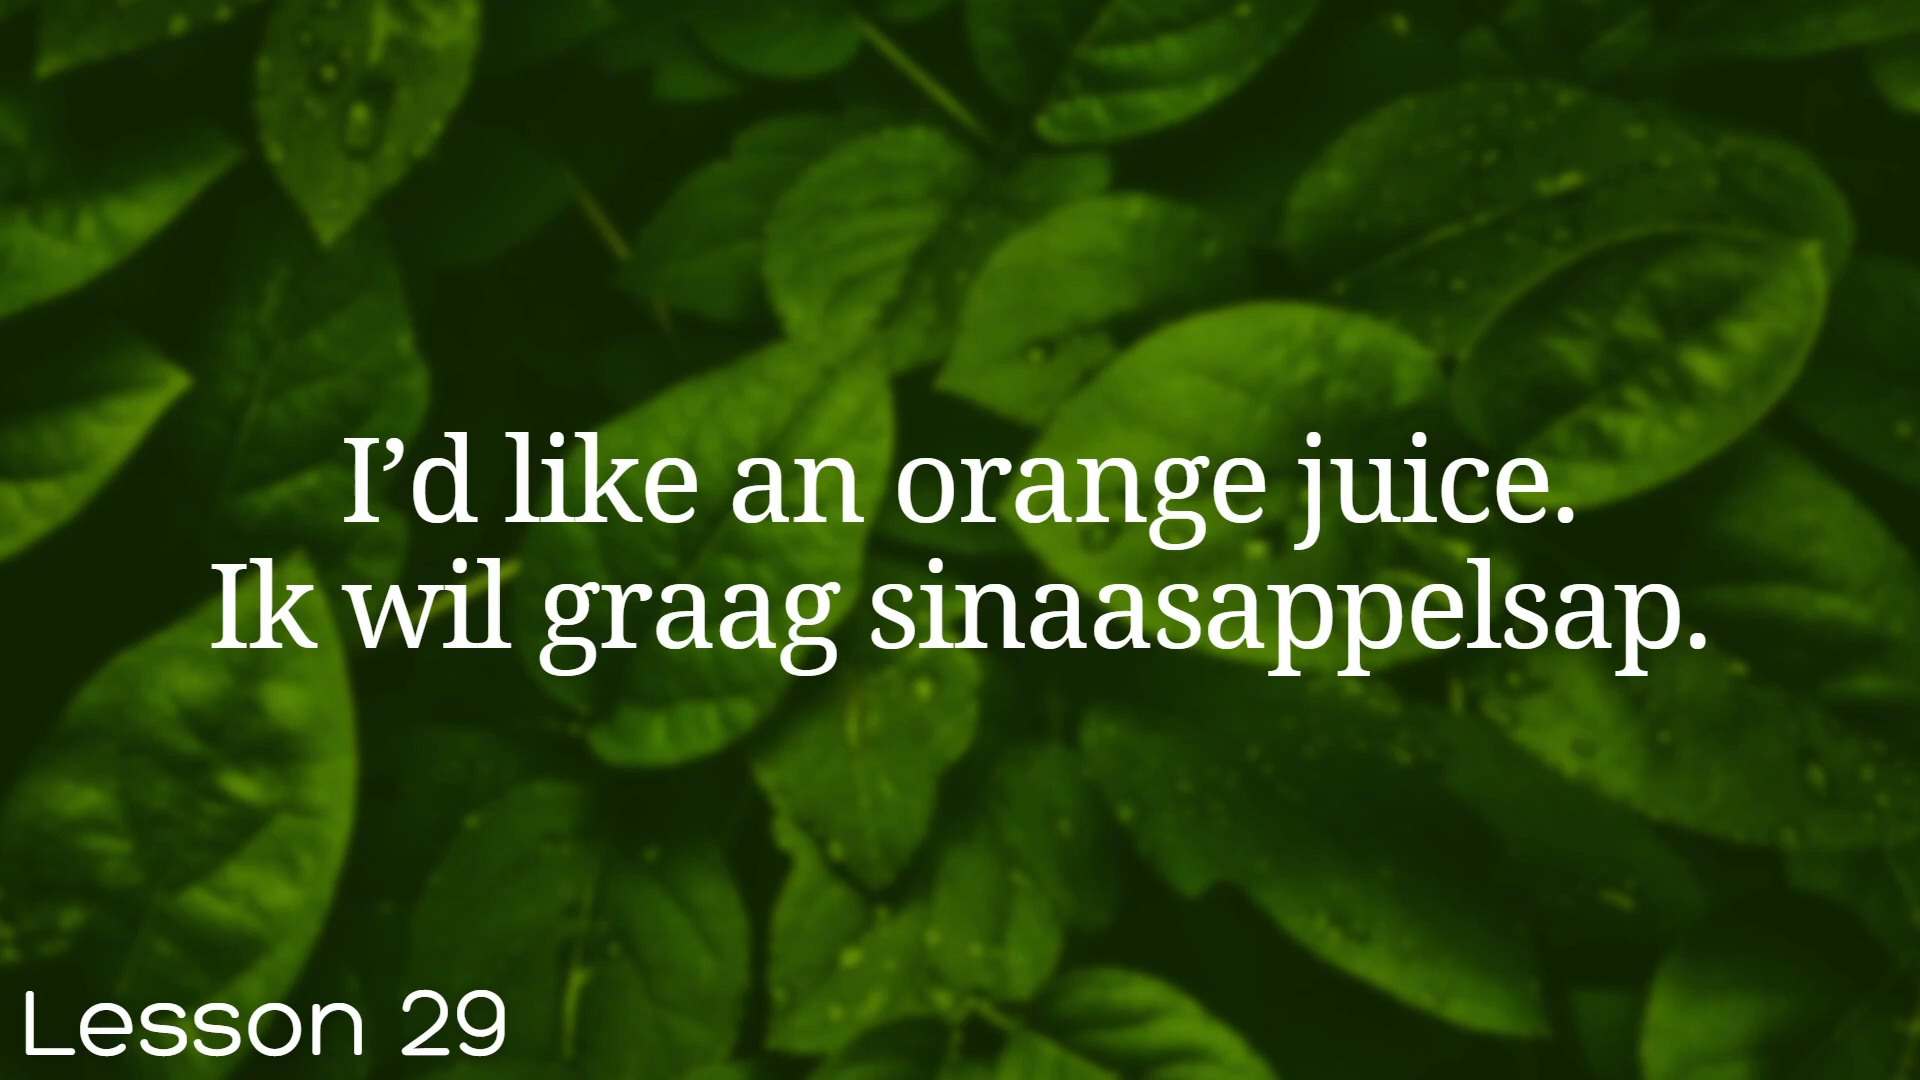 I’d like an orange juice.
Ik wil graag sinaasappelsap.
Lesson 29